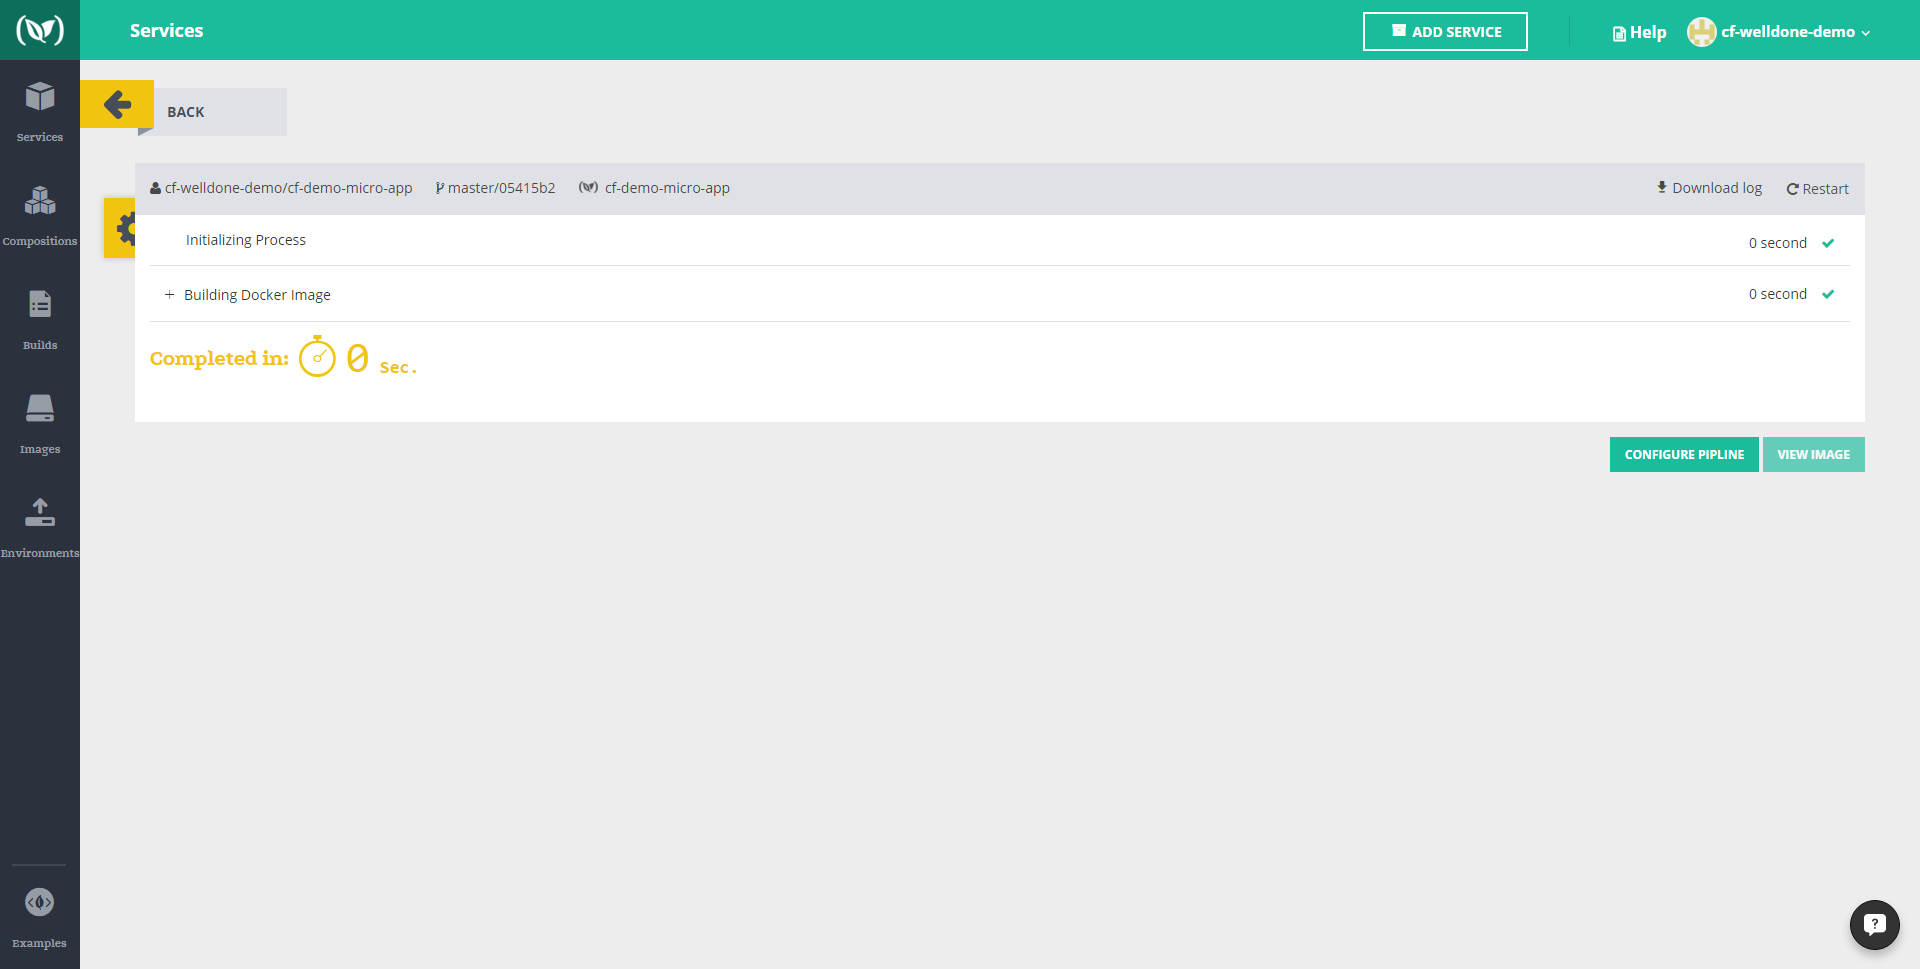 Services
ADD SERVICE
Help
cf-welldone-demo
Services
Compositions
Builds
Images
Environments
Examples
BACK
cf-welldone-demo/cf-demo-micro-app master/05415b2 cf-demo-micro-app Download log Restart
Initializing Process 0 second
+ Building Docker Image 0 second
Completed in: 0 Sec.
CONFIGURE PIPLINE
VIEW IMAGE